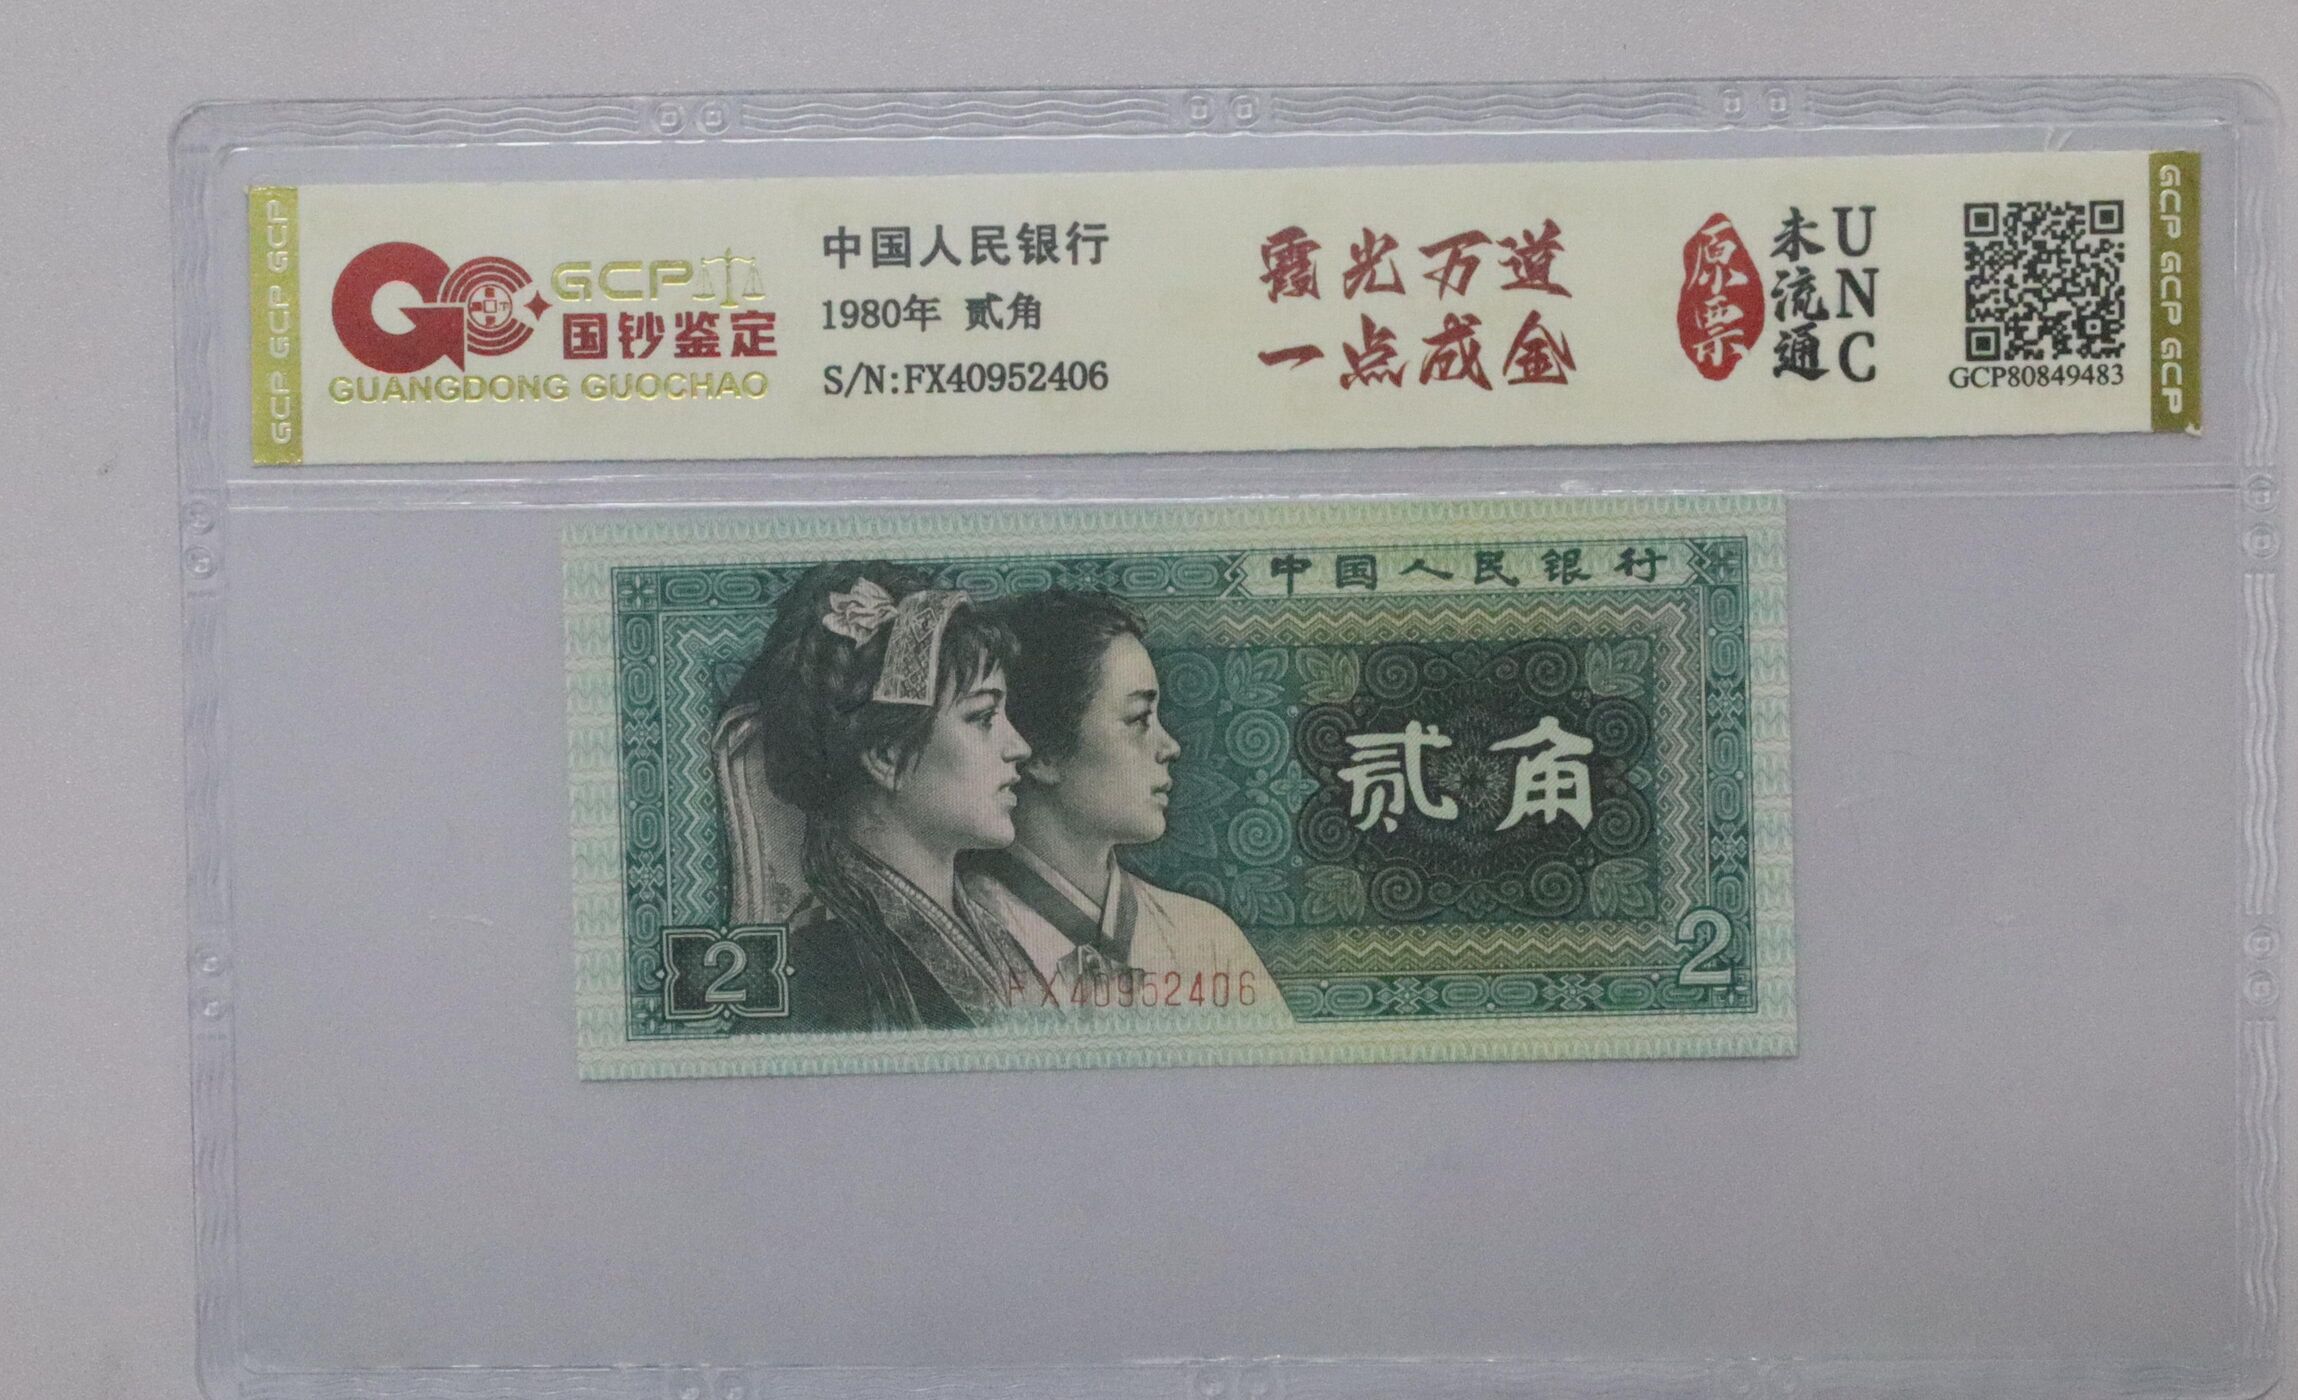 GCP
国钞鉴定
GUANGDONG GUOCHAO
中国人民银行
1980年 贰角
S/N:FX40952406
霞光万道
一点成金
原票
未流通
UNC
GCP80849483
GCP GCP GCP
GCP GCP GCP
中国人民银行
贰角
2
FX40952406
2